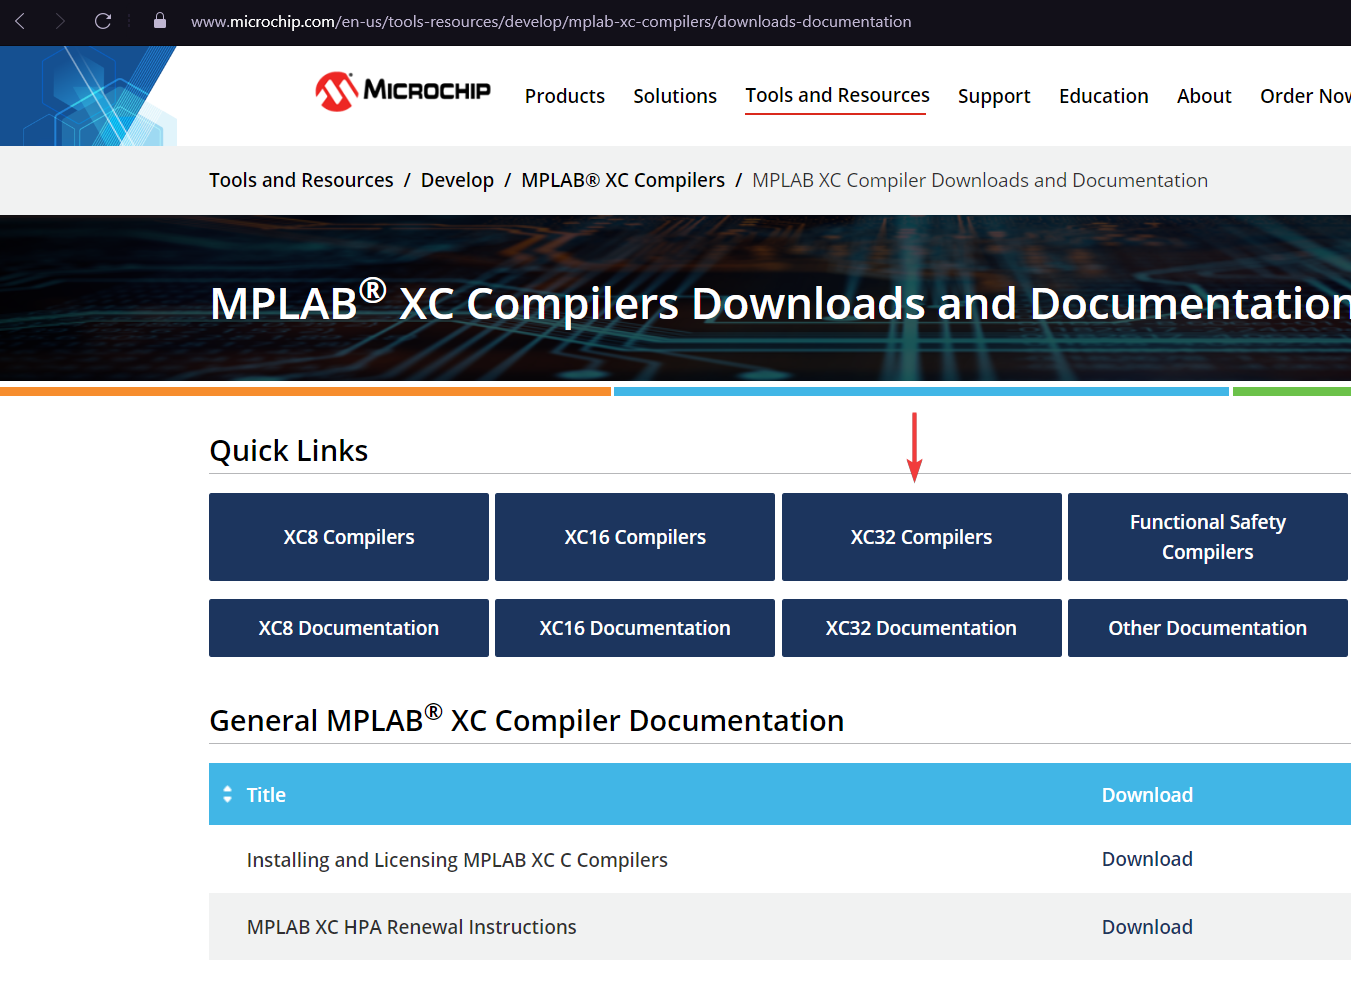 www.microchip.com/en-us/tools-resources/develop/mplab-xc-compilers/downloads-documentation
MICROCHIP
Products Solutions Tools and Resources Support Education About Order Now
Tools and Resources / Develop / MPLAB® XC Compilers / MPLAB XC Compiler Downloads and Documentation
MPLAB® XC Compilers Downloads and Documentation
Quick Links
XC8 Compilers
XC16 Compilers
XC32 Compilers
Functional Safety
Compilers
XC8 Documentation
XC16 Documentation
XC32 Documentation
Other Documentation
General MPLAB® XC Compiler Documentation
Title Download
Installing and Licensing MPLAB XC C Compilers Download
MPLAB XC HPA Renewal Instructions Download